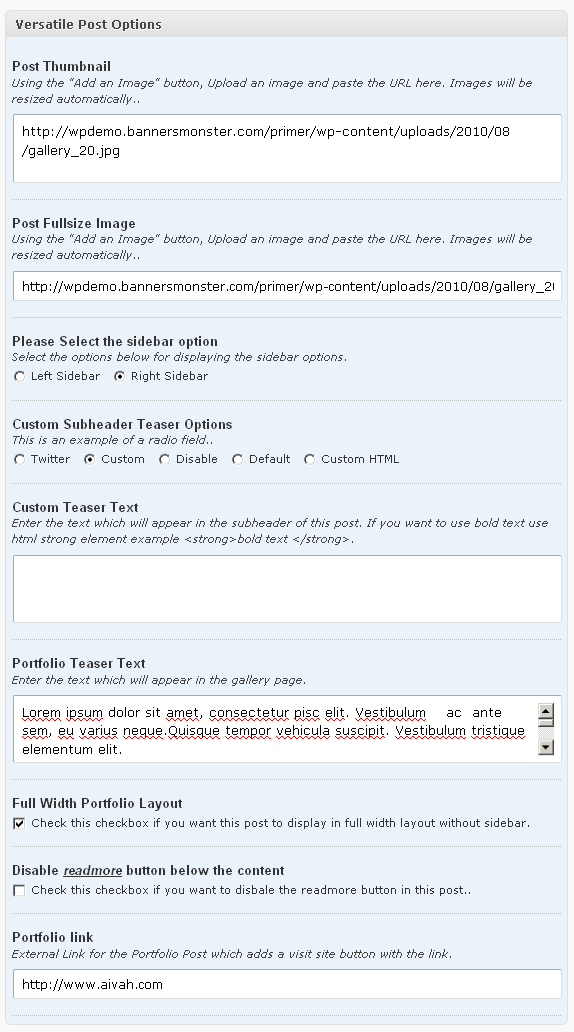 Versatile Post Options
Post Thumbnail
Using the "Add an Image" button, Upload an image and paste the URL here. Images will be
resized automatically..
http://wpdemo.bannersmonster.com/primer/wp-content/uploads/2010/08
/gallery_20.jpg
Post Fullsize Image
Using the "Add an Image" button, Upload an image and paste the URL here. Images will be
resized automatically..
http://wpdemo.bannersmonster.com/primer/wp-content/uploads/2010/08/gallery_20
Please Select the sidebar option
Select the options below for displaying the sidebar options.
Left Sidebar Right Sidebar
Custom Subheader Teaser Options
This is an example of a radio field..
Twitter Custom Disable Default Custom HTML
Custom Teaser Text
Enter the text which will appear in the subheader of this post. If you want to use bold text use
html strong element example <strong>bold text </strong>.
Portfolio Teaser Text
Enter the text which will appear in the gallery page.
Lorem ipsum dolor sit amet, consectetur pisc elit. Vestibulum ac ante
sem, eu varius neque.Quisque tempor vehicula suscipit. Vestibulum tristique
elementum elit.
Full Width Portfolio Layout
Check this checkbox if you want this post to display in full width layout without sidebar.
Disable readmore button below the content
Check this checkbox if you want to disbale the readmore button in this post..
Portfolio link
External Link for the Portfolio Post which adds a visit site button with the link.
http://www.aivah.com